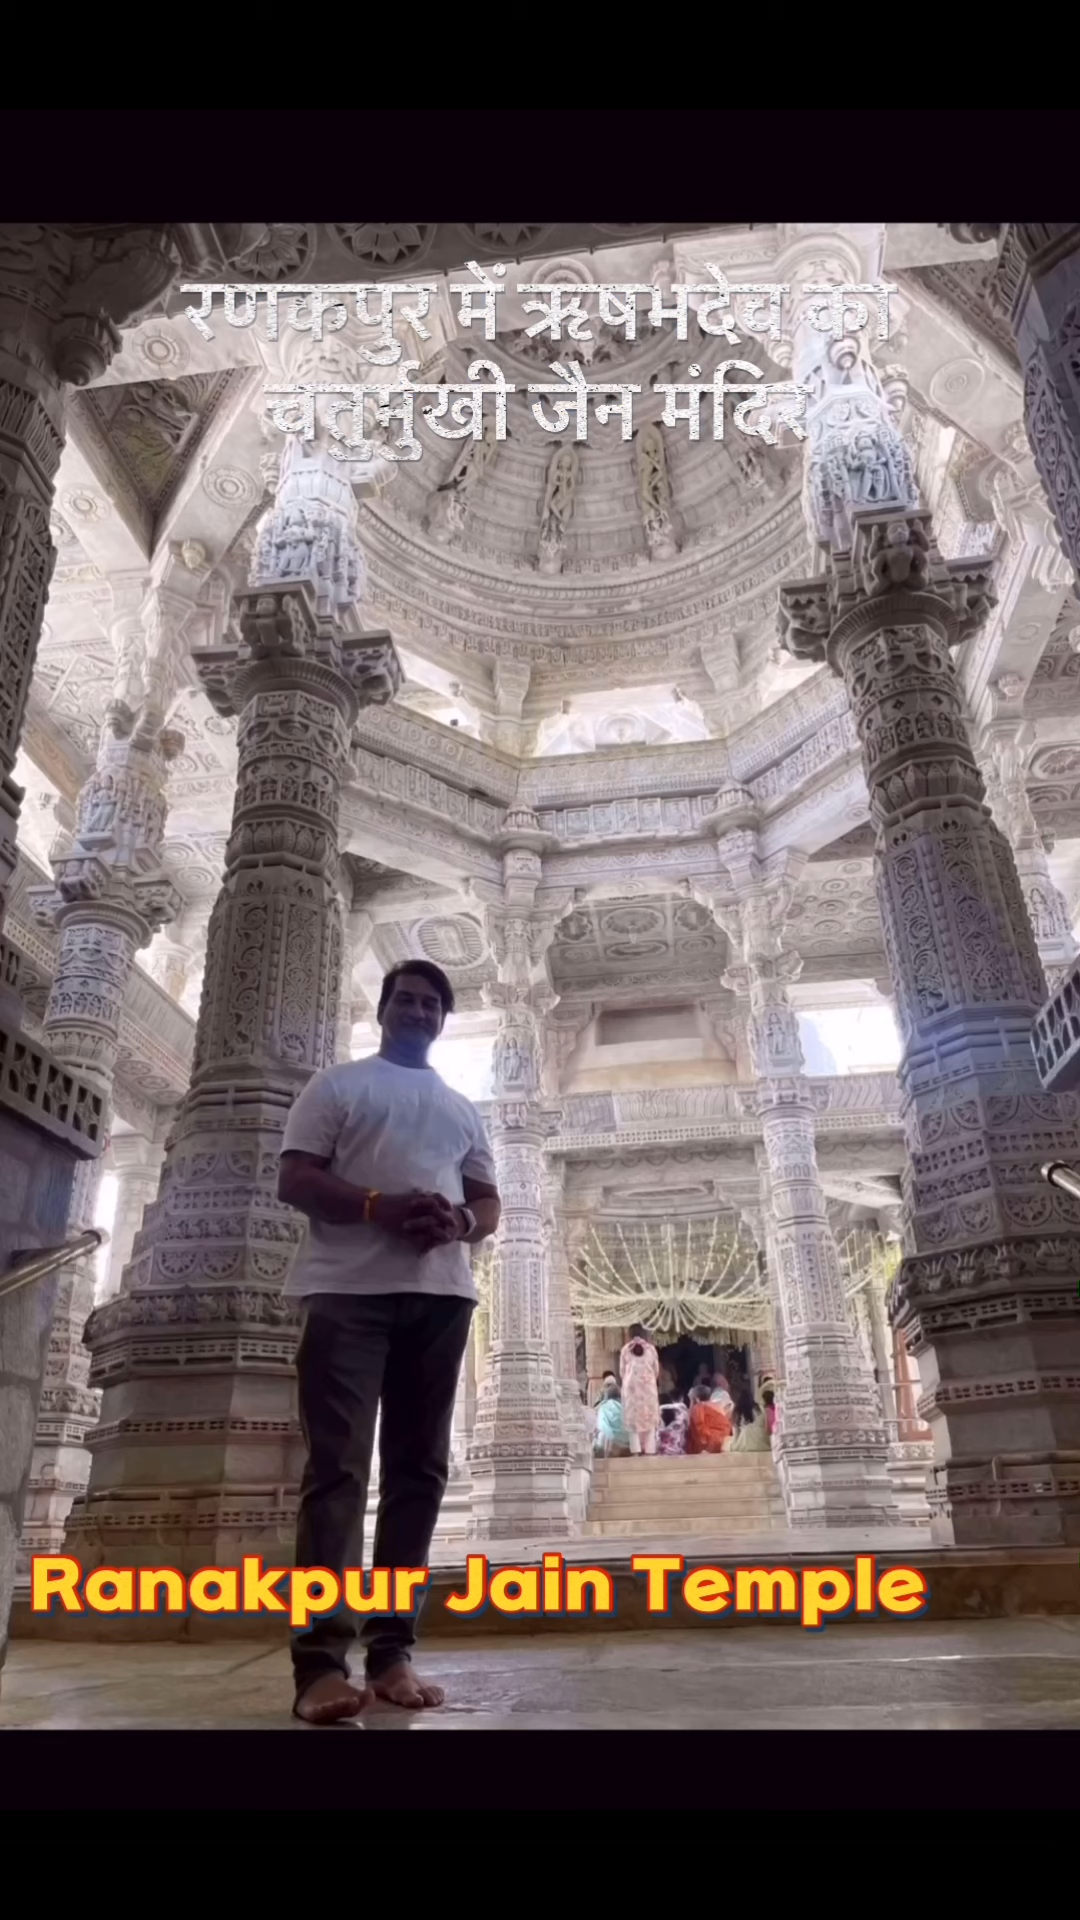 रणकपुर में ऋषभदेव का
चतुर्मुखी जैन मंदिर
Ranakpur Jain Temple